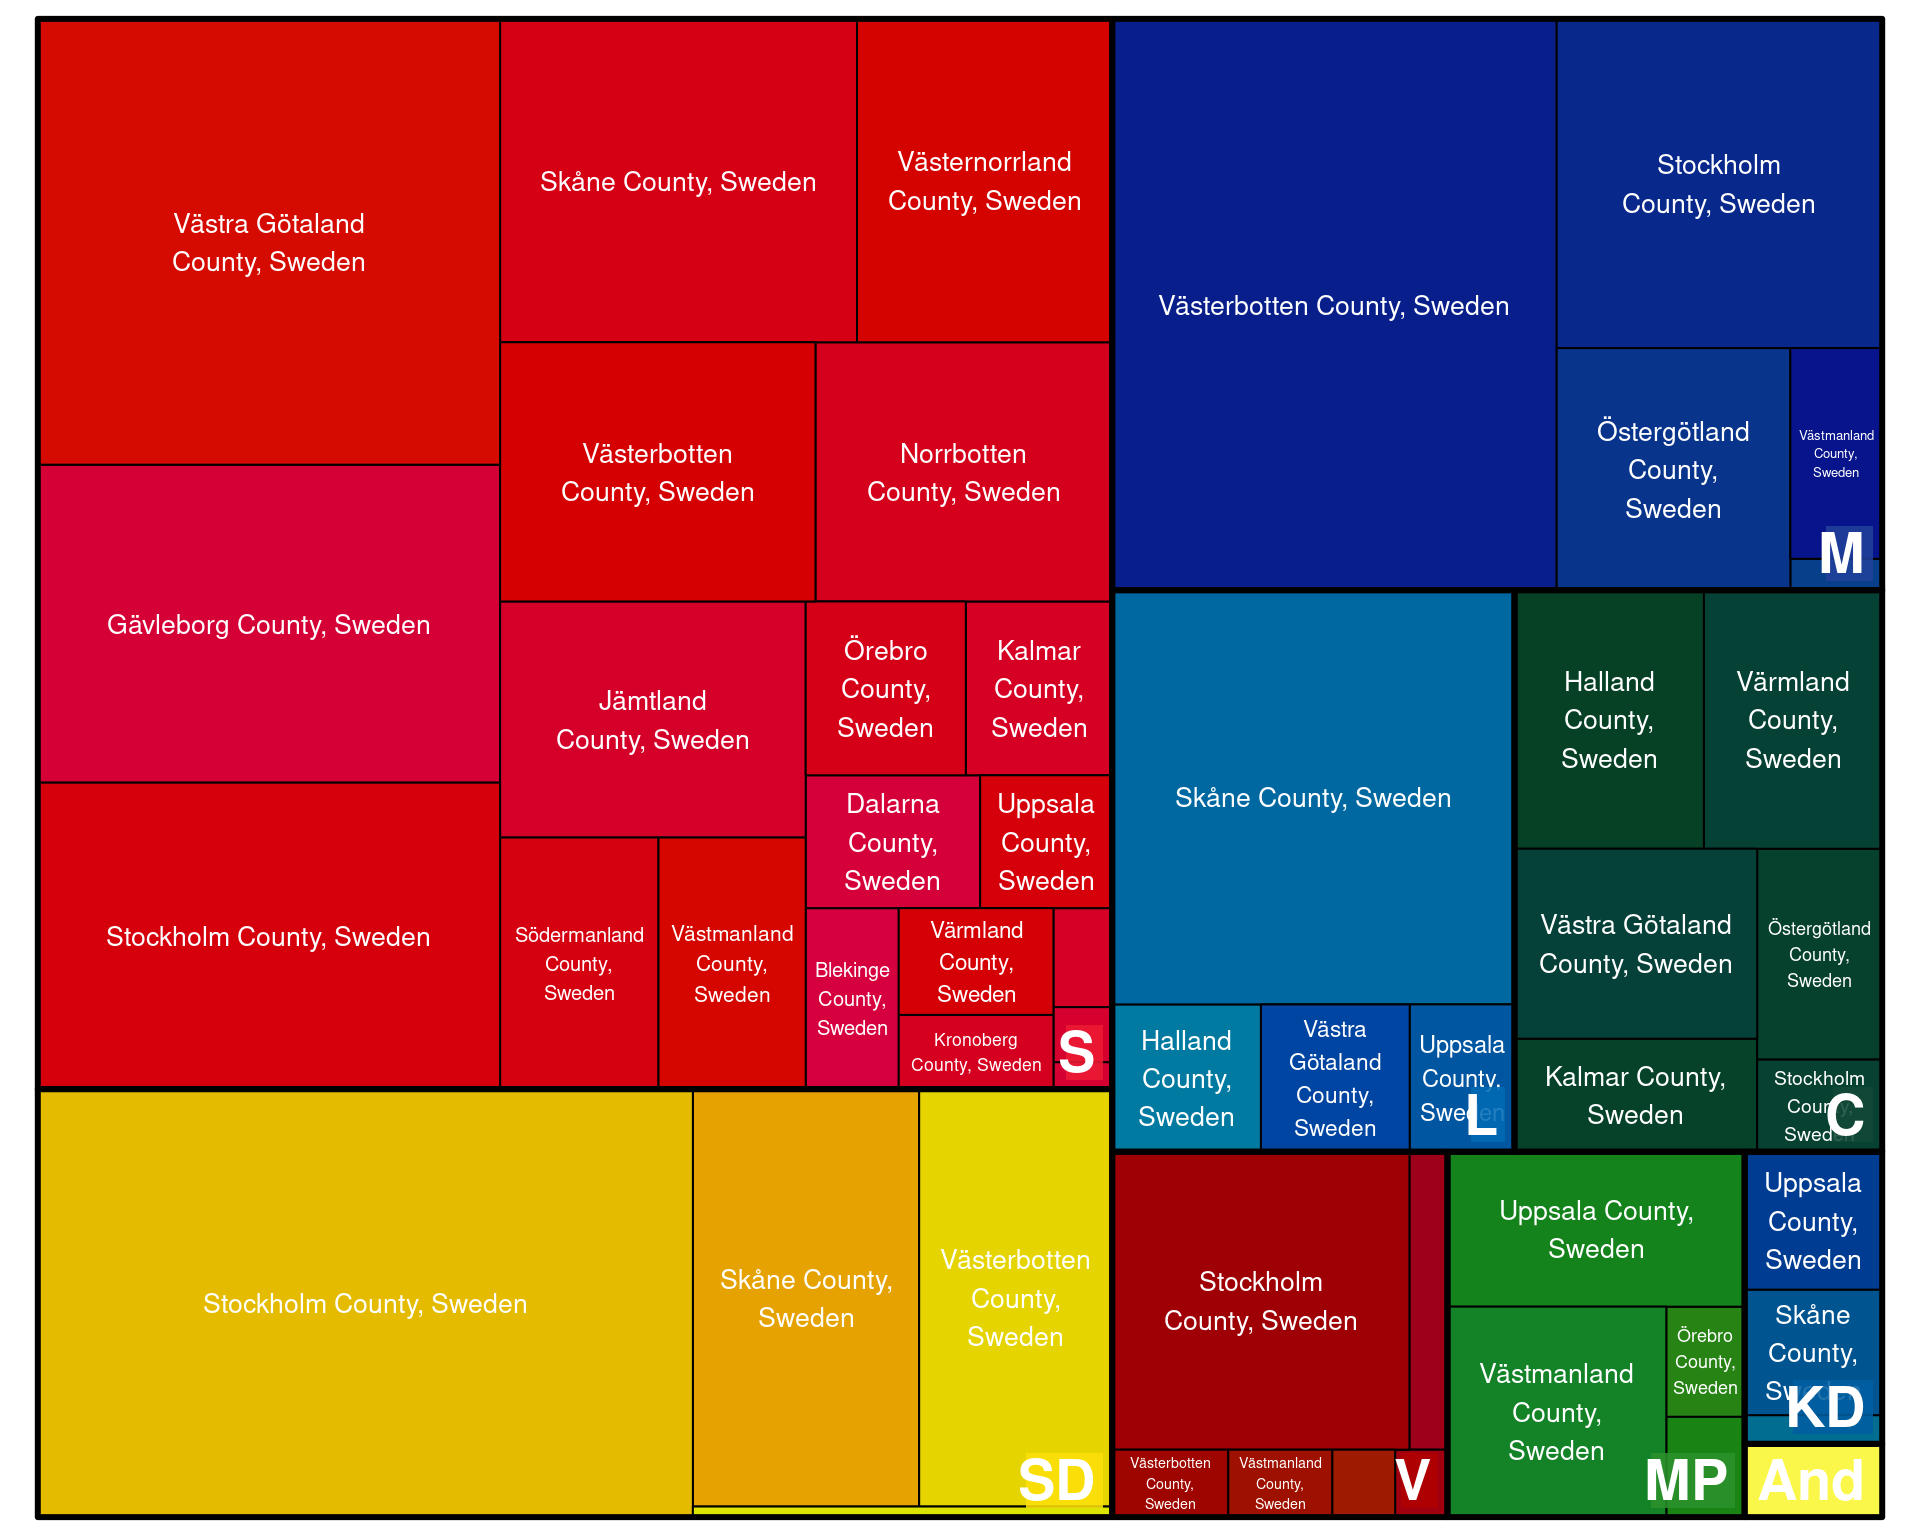 Västra Götaland
County, Sweden
Skåne County, Sweden
Västernorrland
County, Sweden
Gävleborg County, Sweden
Stockholm County, Sweden
Västerbotten
County, Sweden
Norrbotten
County, Sweden
Jämtland
County, Sweden
Örebro
County,
Sweden
Kalmar
County,
Sweden
Dalarna
County,
Sweden
Uppsala
County,
Sweden
Södermanland
County,
Sweden
Västmanland
County,
Sweden
Blekinge
County,
Sweden
Värmland
County,
Sweden
Kronoberg
County, Sweden
S
Stockholm County, Sweden
Skåne County,
Sweden
Västerbotten
County,
Sweden
SD
Västerbotten County, Sweden
Stockholm
County, Sweden
Östergötland
County,
Sweden
Västmanland
County,
Sweden
M
Skåne County, Sweden
Halland
County,
Sweden
Västra
Götaland
County,
Sweden
Uppsala
County,
Sweden
L
Halland
County,
Sweden
Värmland
County,
Sweden
Västra Götaland
County, Sweden
Östergötland
County,
Sweden
Kalmar County,
Sweden
Stockholm
County,
Sweden
C
Stockholm
County, Sweden
Västerbotten
County,
Sweden
Västmanland
County,
Sweden
V
Uppsala County,
Sweden
Västmanland
County,
Sweden
Örebro
County,
Sweden
MP
Uppsala
County,
Sweden
Skåne
County,
Sweden
KD
And